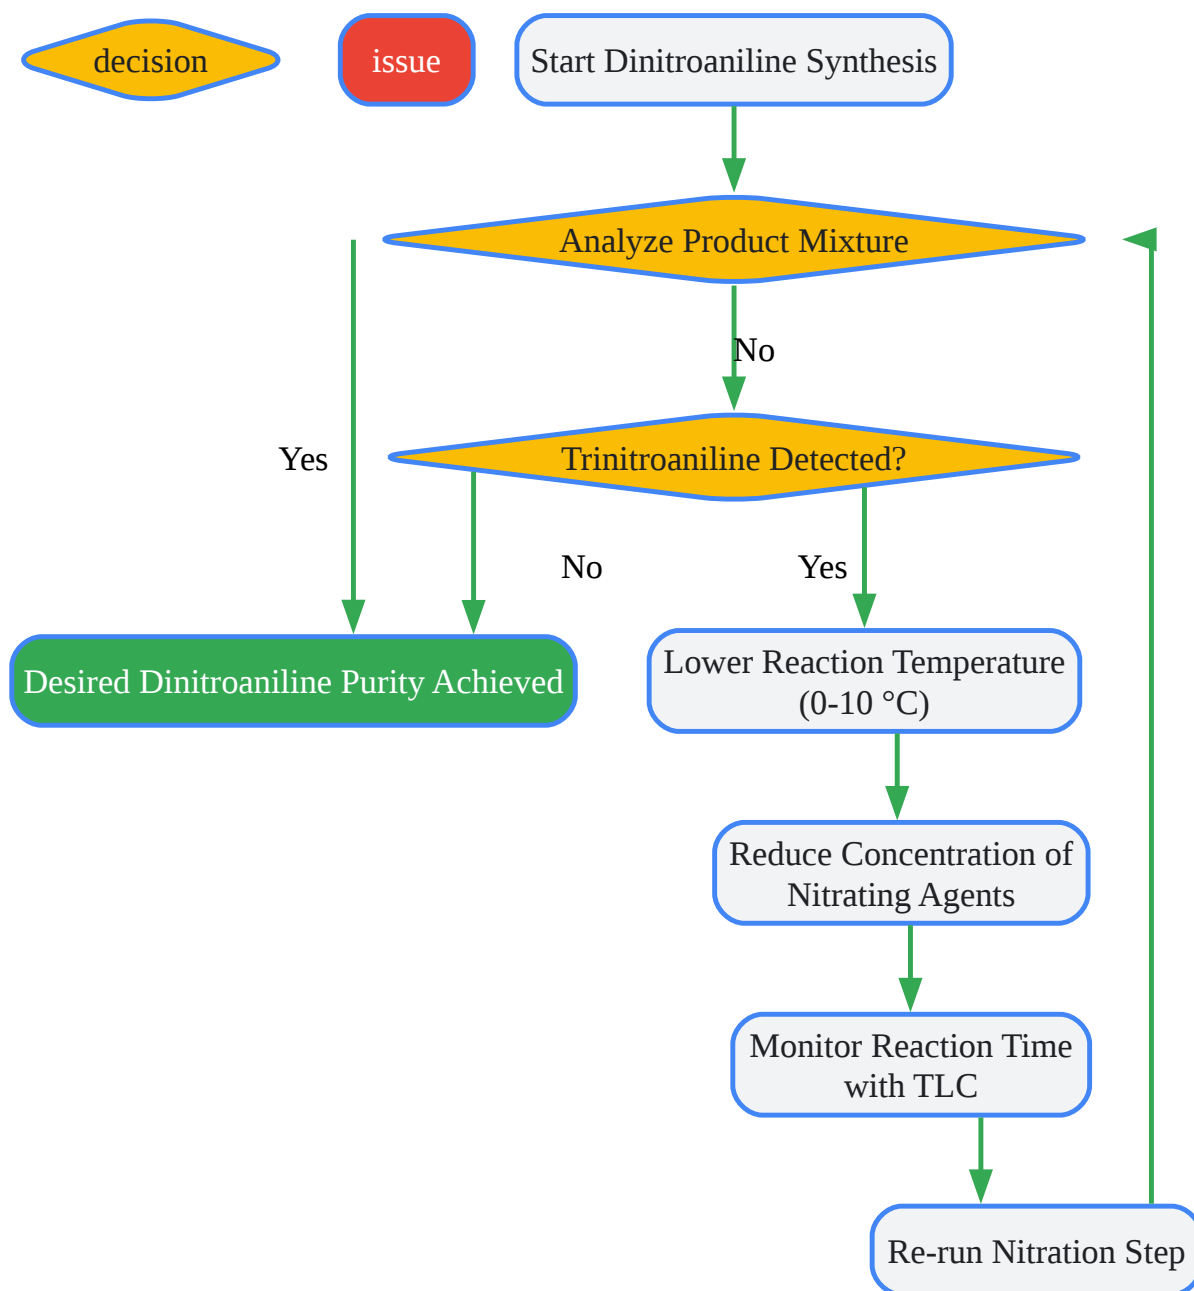 decision
issue
Start Dinitroaniline Synthesis
Analyze Product Mixture
No
Yes
Trinitroaniline Detected?
No
Yes
Desired Dinitroaniline Purity Achieved
Lower Reaction Temperature
(0-10 °C)
Reduce Concentration of
Nitrating Agents
Monitor Reaction Time
with TLC
Re-run Nitration Step